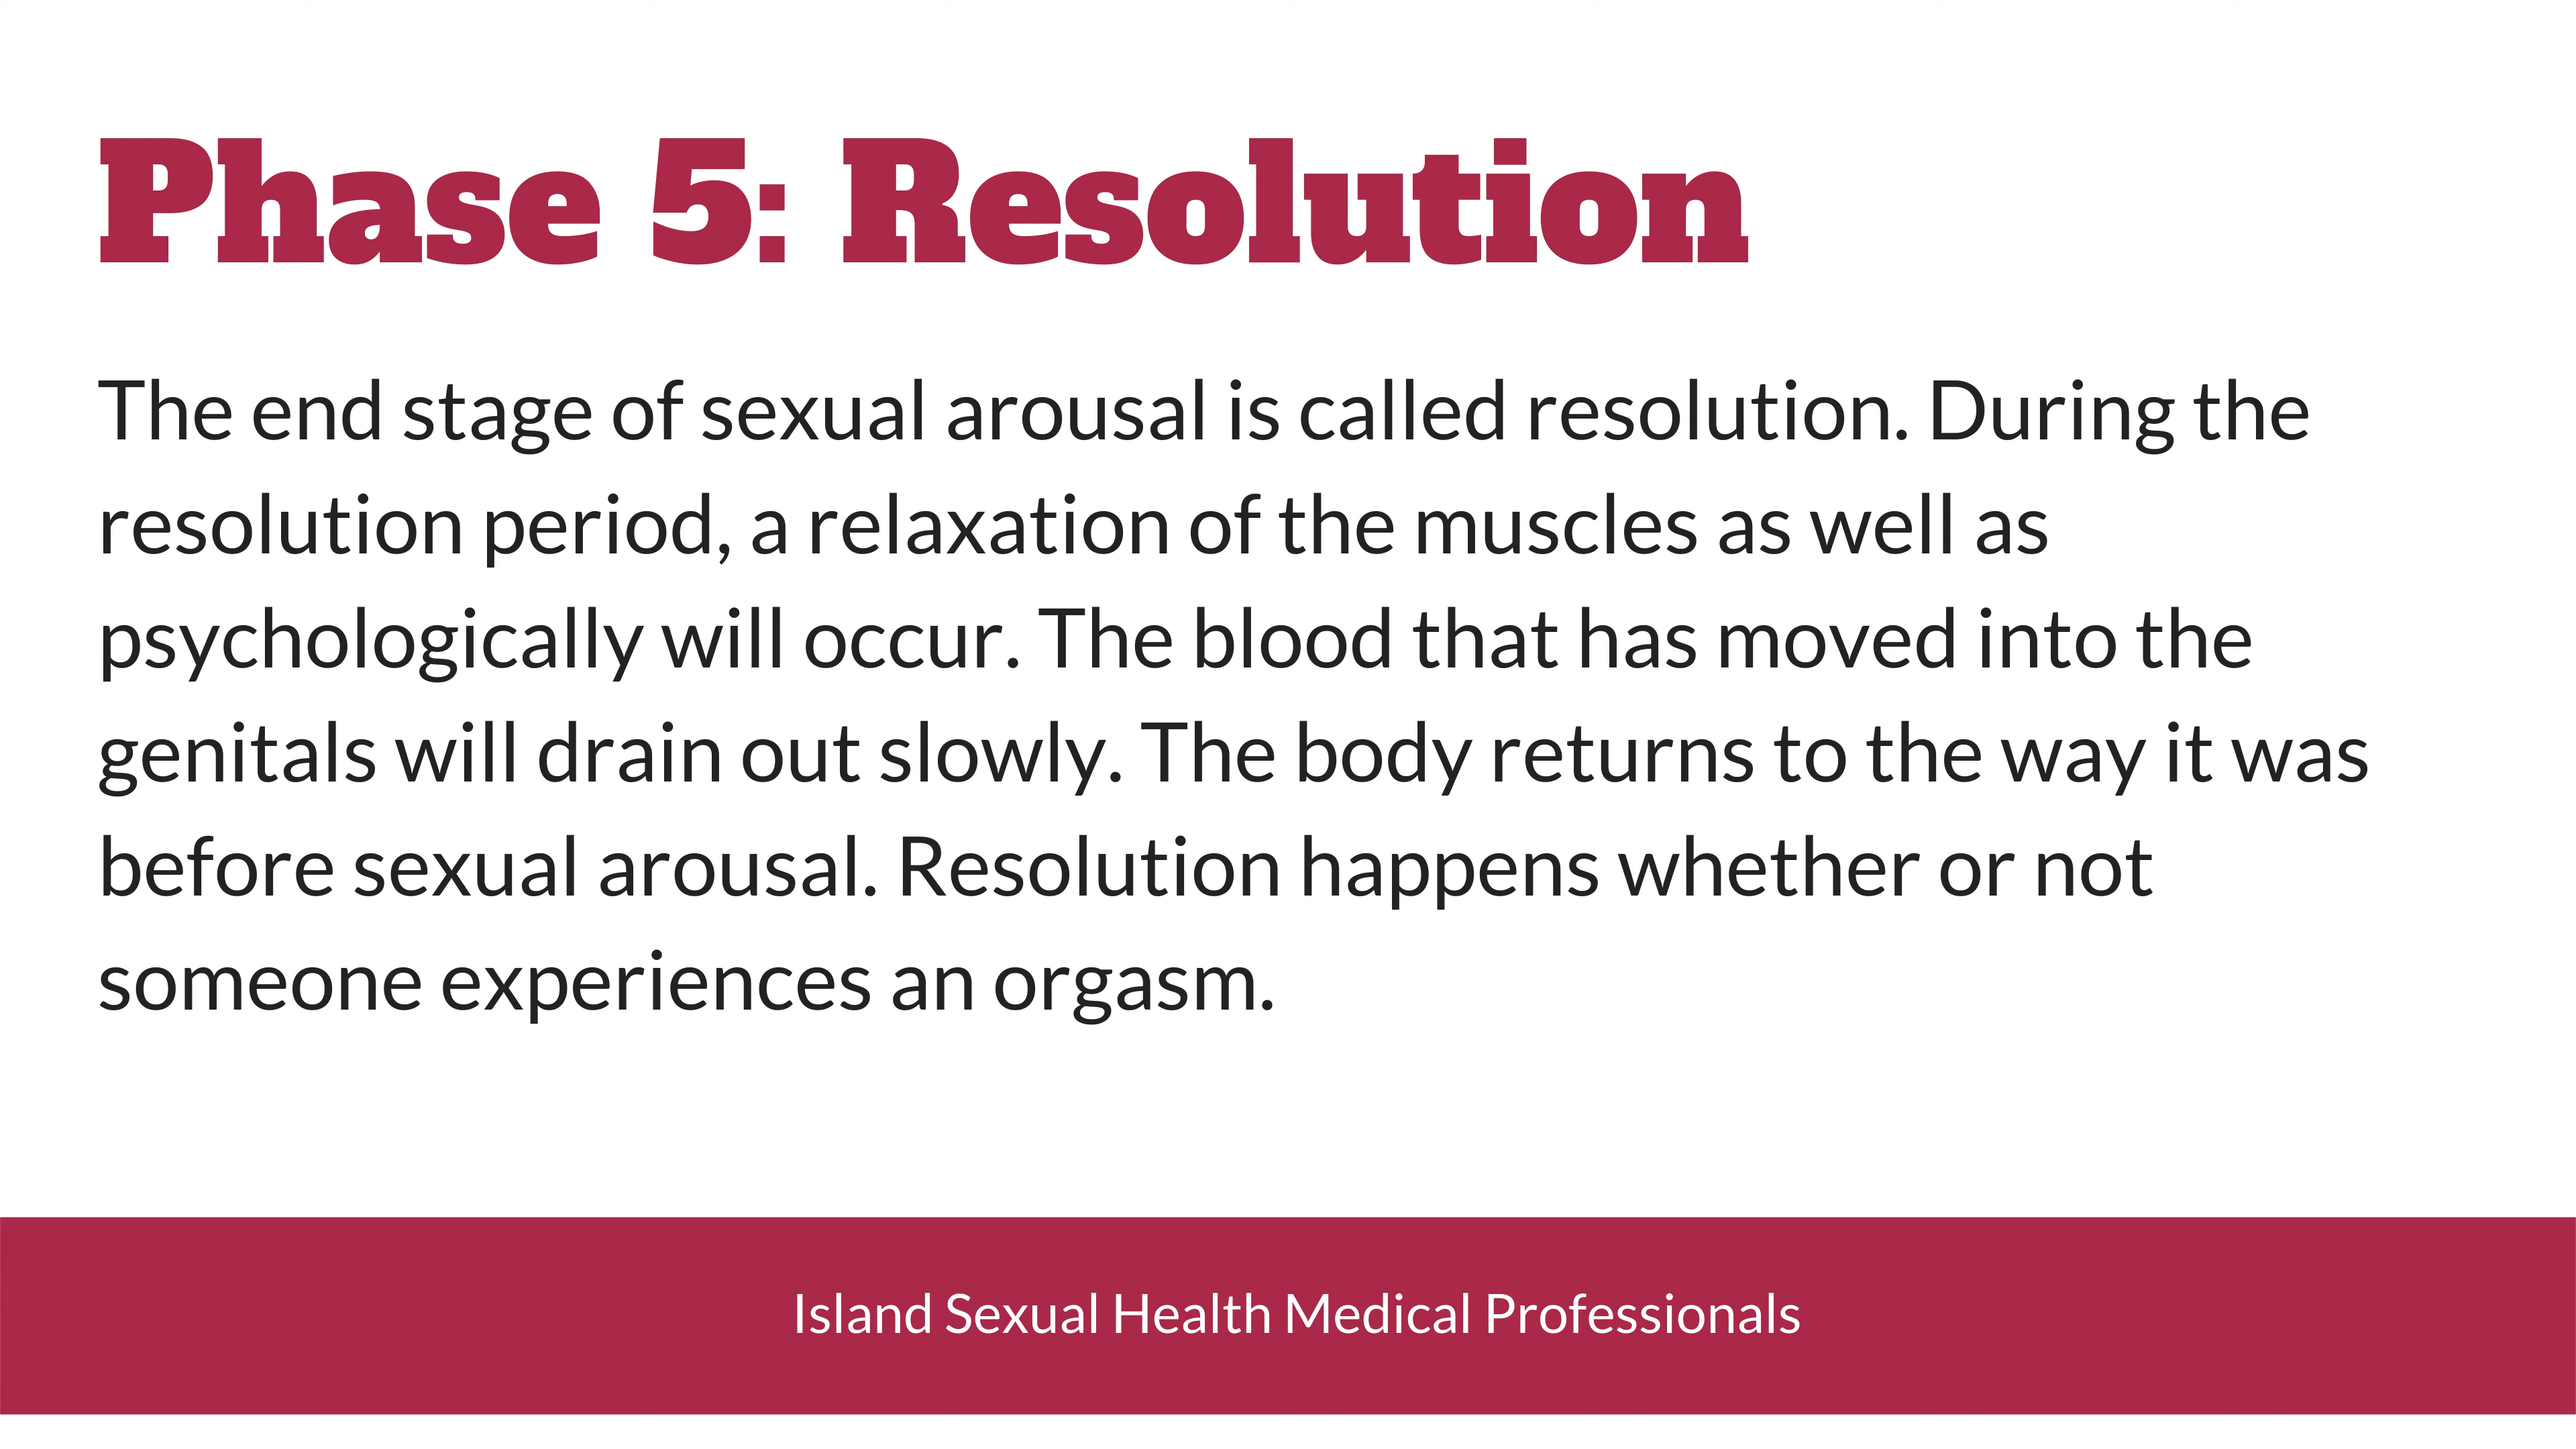 Phase 5: Resolution
The end stage of sexual arousal is called resolution. During the
resolution period, a relaxation of the muscles as well as
psychologically will occur. The blood that has moved into the
genitals will drain out slowly. The body returns to the way it was
before sexual arousal. Resolution happens whether or not
someone experiences an orgasm.
Island Sexual Health Medical Professionals